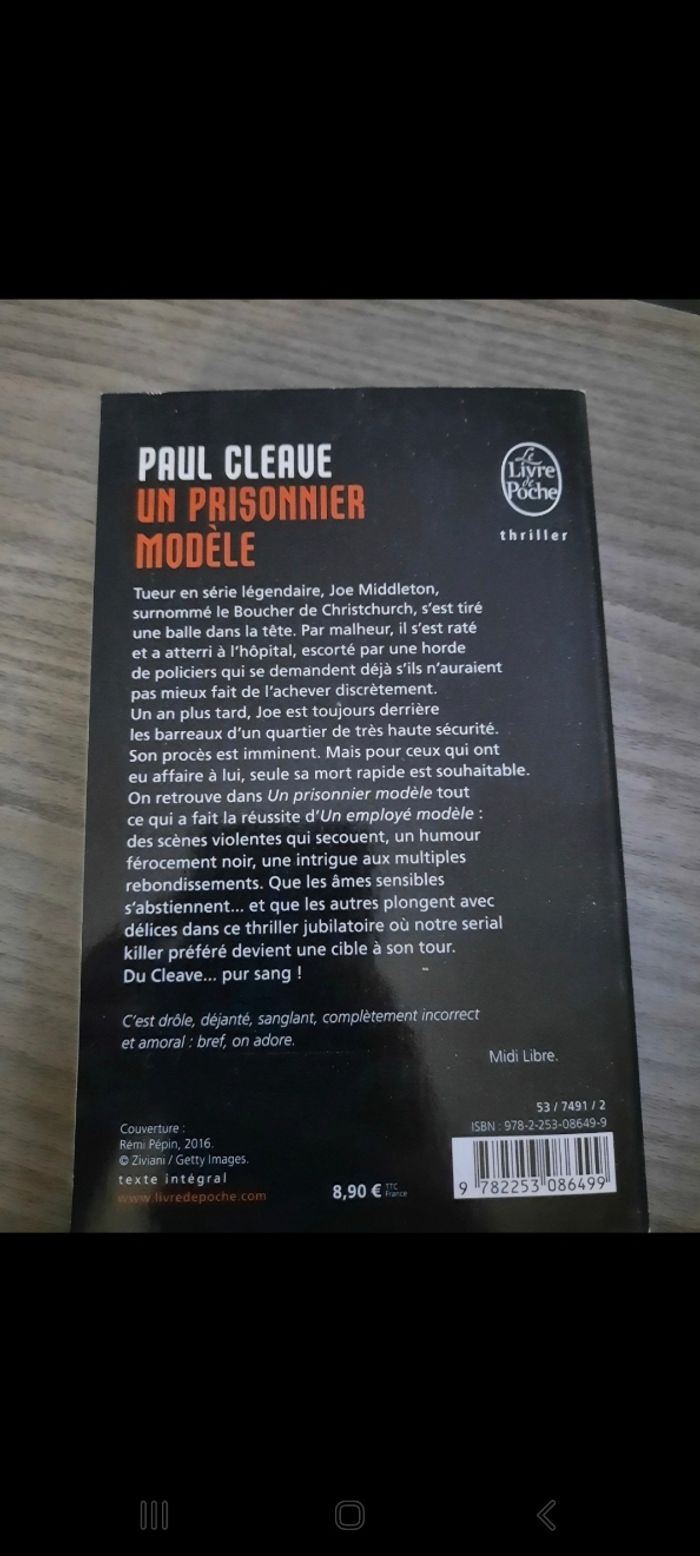 PAUL CLEAVE
UN PRISONNIER
MODÈLE
Le
Livre
de
Poche
thriller
Tueur en série légendaire, Joe Middleton,
surnommé le Boucher de Christchurch, s'est tiré
une balle dans la tête. Par malheur, il s'est raté
et a atterri à l'hôpital, escorté par une horde
de policiers qui se demandent déjà s'ils n'auraient
pas mieux fait de l'achever discrètement.
Un an plus tard, Joe est toujours derrière
les barreaux d'un quartier de très haute sécurité.
Son procès est imminent. Mais pour ceux qui ont
eu affaire à lui, seule sa mort rapide est souhaitable.
On retrouve dans Un prisonnier modèle tout
ce qui a fait la réussite d'Un employé modèle :
des scènes violentes qui secouent, un humour
férocement noir, une intrigue aux multiples
rebondissements. Que les âmes sensibles
s'abstiennent... et que les autres plongent avec
délices dans ce thriller jubilatoire où notre serial
killer préféré devient une cible à son tour.
Du Cleave... pur sang !
C'est drôle, déjanté, sanglant, complètement incorrect
et amoral : bref, on adore.
Midi Libre.
Couverture :
Rémi Pépin, 2016.
© Ziviani / Getty Images.
texte intégral
www.livredepoche.com
8,90 € TTC
France
53 / 7491 / 2
ISBN : 978-2-253-08649-9
9 782253 086499